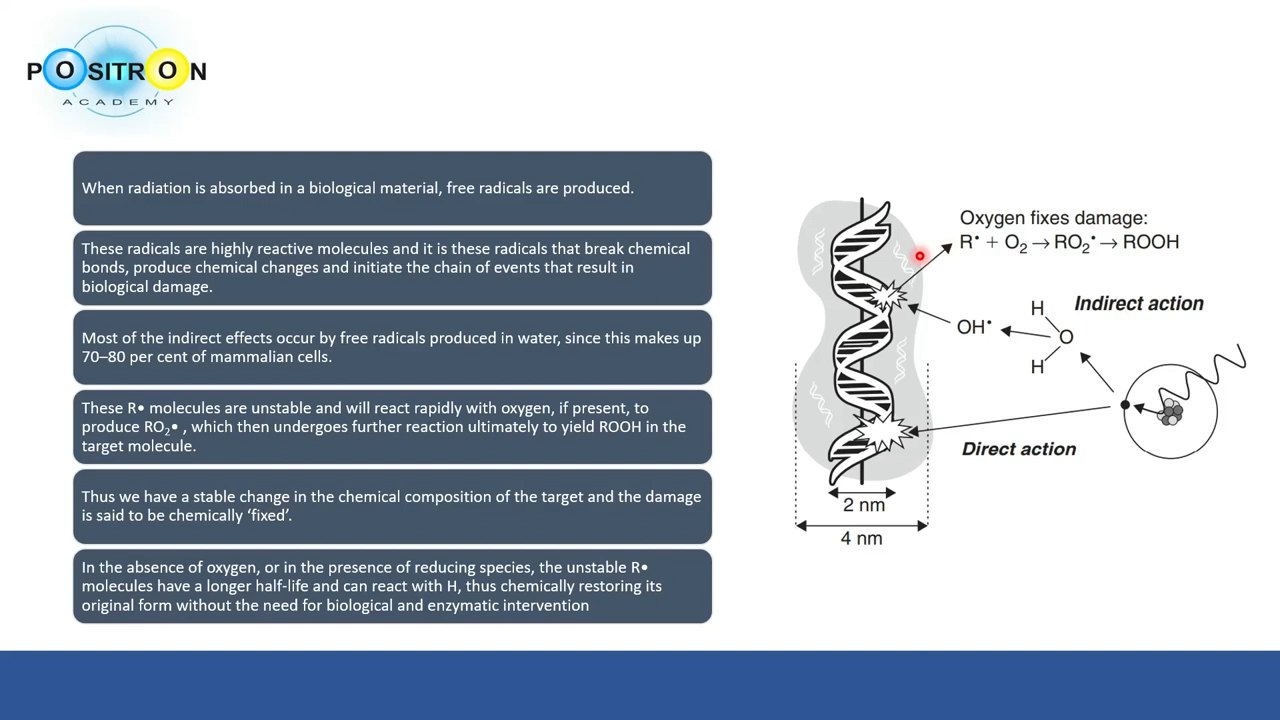 POSITRON
ACADEMY
When radiation is absorbed in a biological material, free radicals are produced.
These radicals are highly reactive molecules and it is these radicals that break chemical
bonds, produce chemical changes and initiate the chain of events that result in
biological damage.
Most of the indirect effects occur by free radicals produced in water, since this makes up
70–80 per cent of mammalian cells.
These R• molecules are unstable and will react rapidly with oxygen, if present, to
produce RO₂• , which then undergoes further reaction ultimately to yield ROOH in the
target molecule.
Thus we have a stable change in the chemical composition of the target and the damage
is said to be chemically ‘fixed’.
In the absence of oxygen, or in the presence of reducing species, the unstable R•
molecules have a longer half-life and can react with H, thus chemically restoring its
original form without the need for biological and enzymatic intervention
Oxygen fixes damage:
R• + O₂ → RO₂• → ROOH
Indirect action
H
O
H
OH•
Direct action
2 nm
4 nm